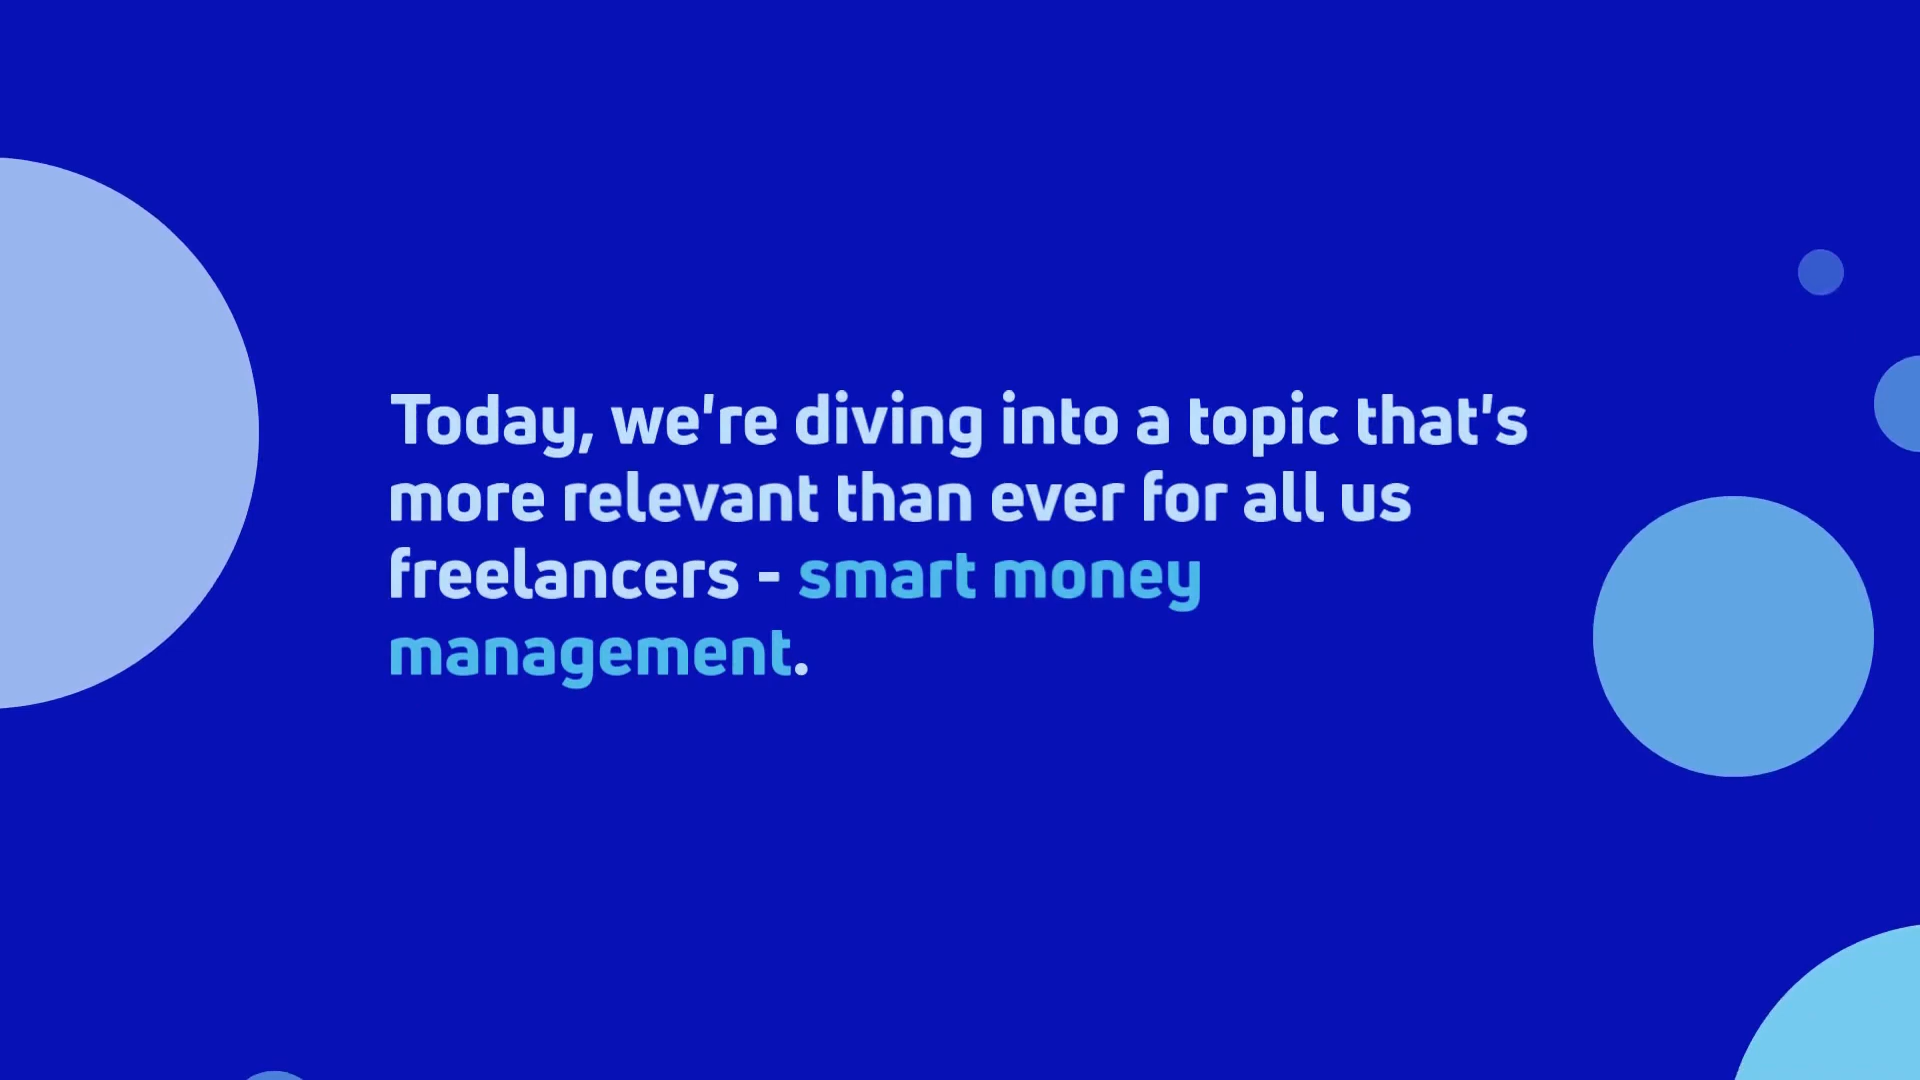 Today, we're diving into a topic that's
more relevant than ever for all us
freelancers - smart money
management.